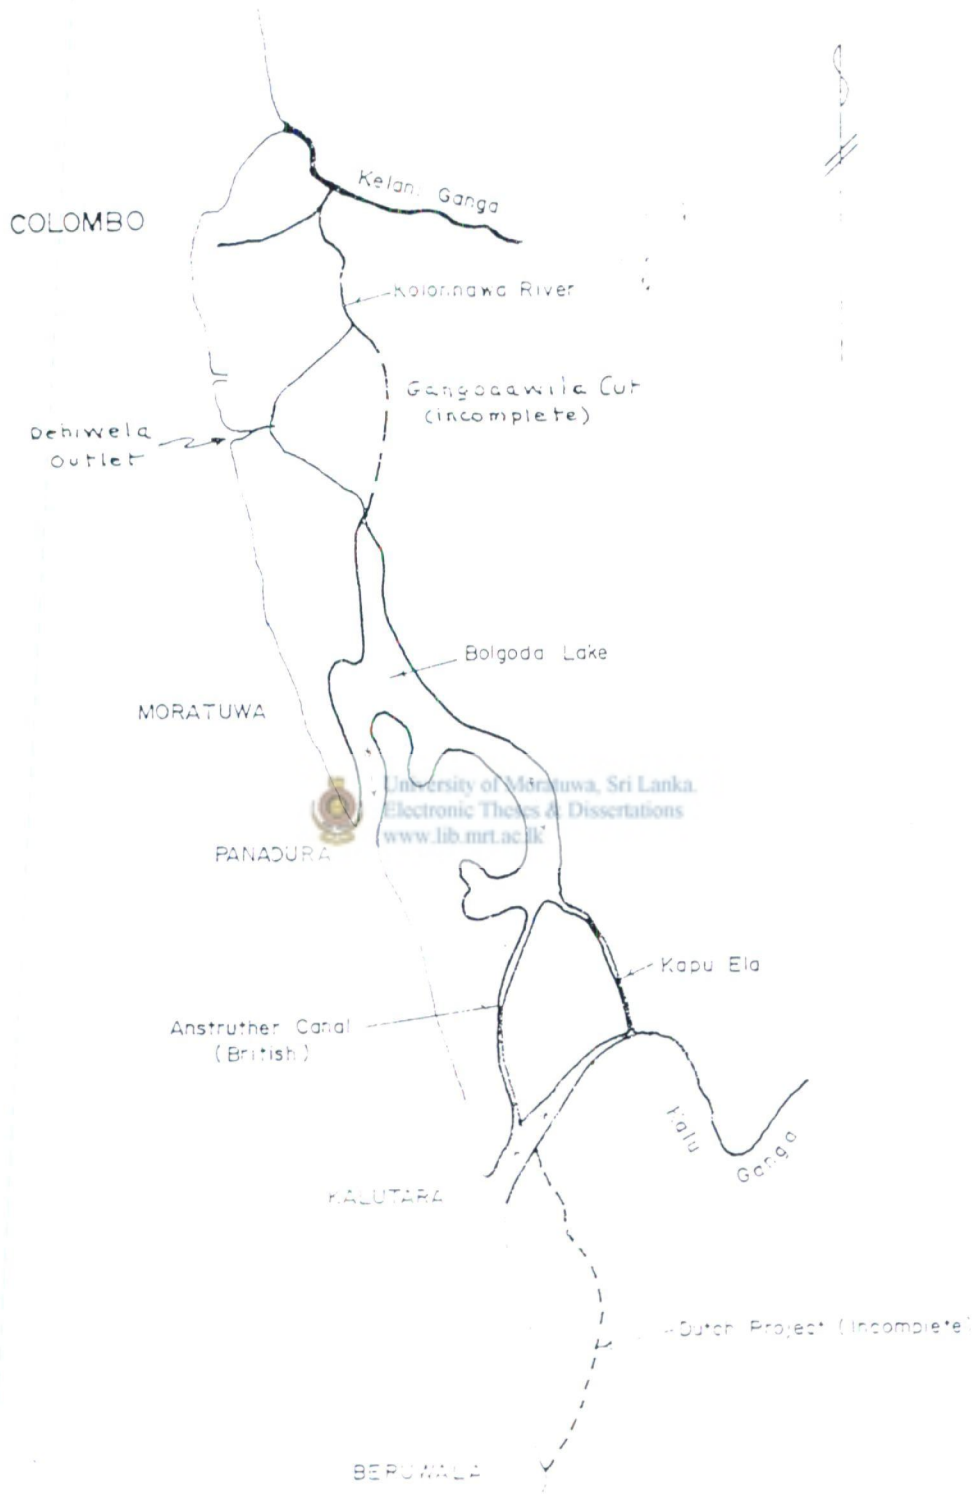 Kelani Ganga
COLOMBO
Kolonnawa River
Gangodawila Cut
(incomplete)
Dehiwela
Outlet
Bolgoda Lake
MORATUWA
University of Moratuwa, Sri Lanka.
Electronic Theses & Dissertations
www.lib.mrt.ac.lk
PANADURA
Kapu Ela
Anstruther Canal
(British)
Kalu
Ganga
KALUTARA
Dutch Project (Incomplete)
BERUWALA